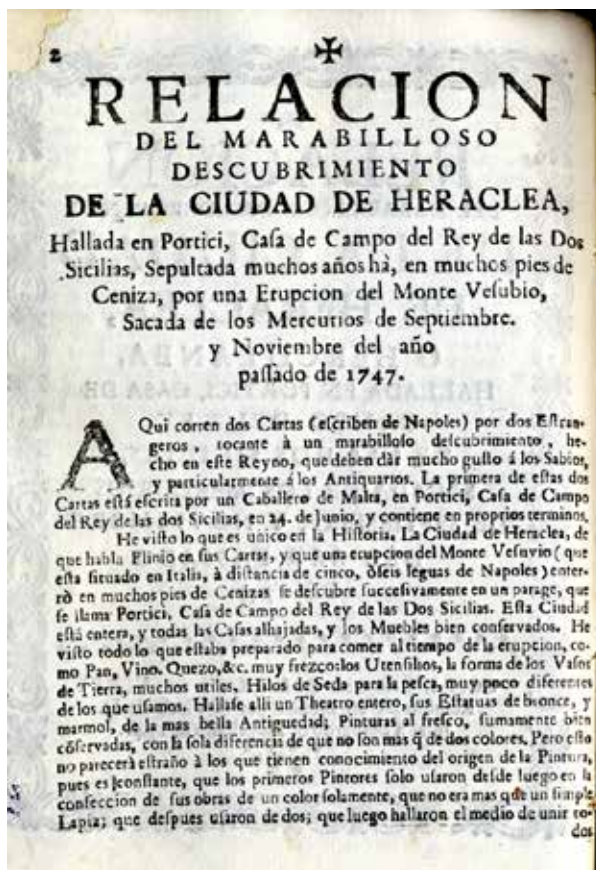 2
RELACION
DEL MARABILLOSO
DESCUBRIMIENTO
DE LA CIUDAD DE HERACLEA,
Hallada en Portici, Caſa de Campo del Rey de las Dos
Sicilias, Sepultada muchos años hà, en muchos pies de
Ceniza, por una Erupcion del Monte Veſubio,
Sacada de los Mercurios de Septiembre.
y Noviembre del año
paſſado de 1747.
AQui corren dos Cartas (eſcriben de Napoles) por dos Eſtran-
geros, tocante à un marabilloſo deſcubrimiento, he-
cho en eſte Reyno, que deben dàr mucho guſto á los Sabios,
y particularmente á los Antiquarios. La primera de eſtas dos
Cartas eſtá eſcrita por un Caballero de Malta, en Portici, Caſa de Campo
del Rey de las dos Sicilias, en 24. de Junio, y contiene en proprios terminos.
He viſto lo que es unico en la Hiſtoria. La Ciudad de Heraclea, de
que habla Plinio en ſus Cartas, y que una erupcion del Monte Veſuvio (que
eſta ſituado en Italia, à diſtancia de cinco, ò ſeis leguas de Napoles) enter-
rò en muchos pies de Cenizas ſe deſcubre ſucceſivamente en un parage, que
ſe llama Portici, Caſa de Campo del Rey de las Dos Sicilias. Eſta Ciudad
eſtá entera, y todas las Caſas alhajadas, y los Muebles bien conſervados. He
viſto todo lo que eſtaba preparado para comer al tiempo de la erupcion, co-
mo Pan, Vino. Quezo, &c. muy frezco: los Utenſilios, la forma de los Vaſos
de Tierra, muchos utiles, Hilos de Seda para la peſca, muy poco diferentes
de los que uſamos. Hallaſe alli un Theatro entero, ſus Eſtatuas de bronce, y
marmol, de la mas bella Antiguedad; Pinturas al freſco, ſumamente bien
cõſervadas, con la ſola diferencia de que no ſon mas q̃ de dos colores. Pero eſto
no parecerà eſtraño à los que tienen conocimiento del origen de la Pintura,
pues es conſtante, que los primeros Pintores ſolo uſaron deſde luego en la
confeccion de ſus obras de un color ſolamente, que no era mas que un ſimple
Lapiz; que deſpues uſaron de dos; que luego hallaron el medio de unir to-
dos